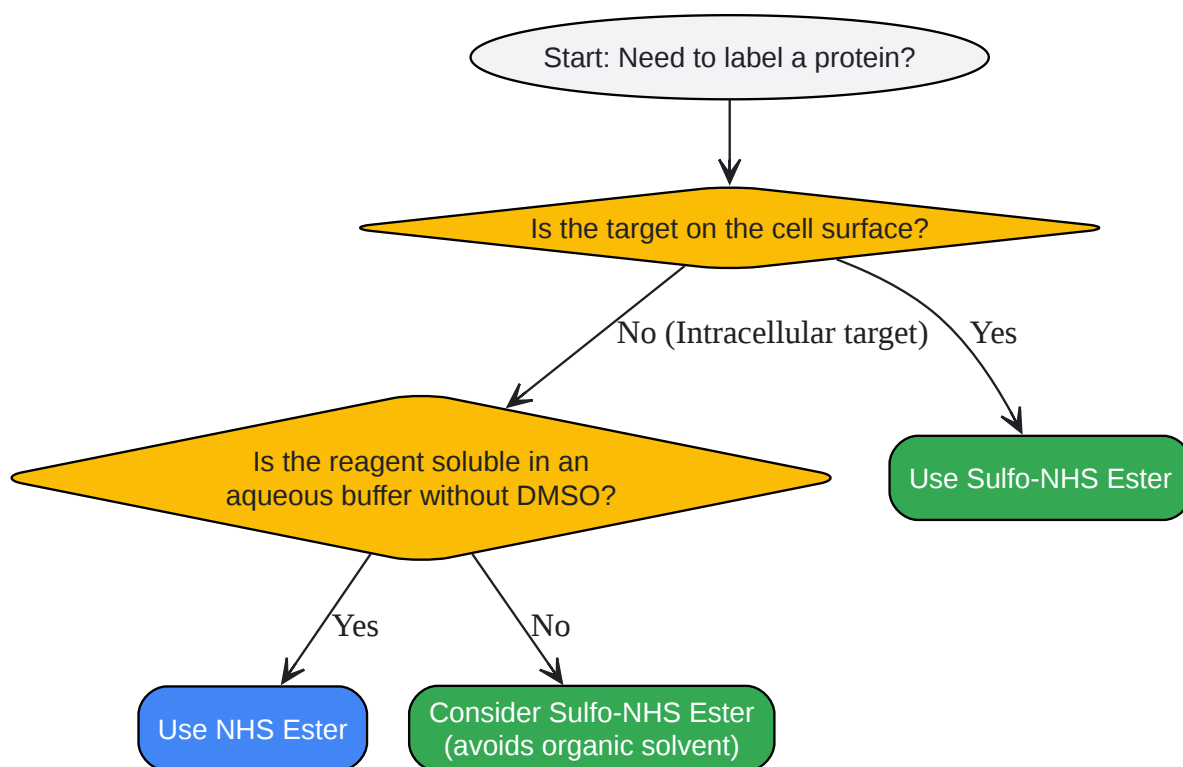 Start: Need to label a protein?
Is the target on the cell surface?
No (Intracellular target)
Yes
Is the reagent soluble in an
aqueous buffer without DMSO?
Use Sulfo-NHS Ester
Yes
No
Use NHS Ester
Consider Sulfo-NHS Ester
(avoids organic solvent)